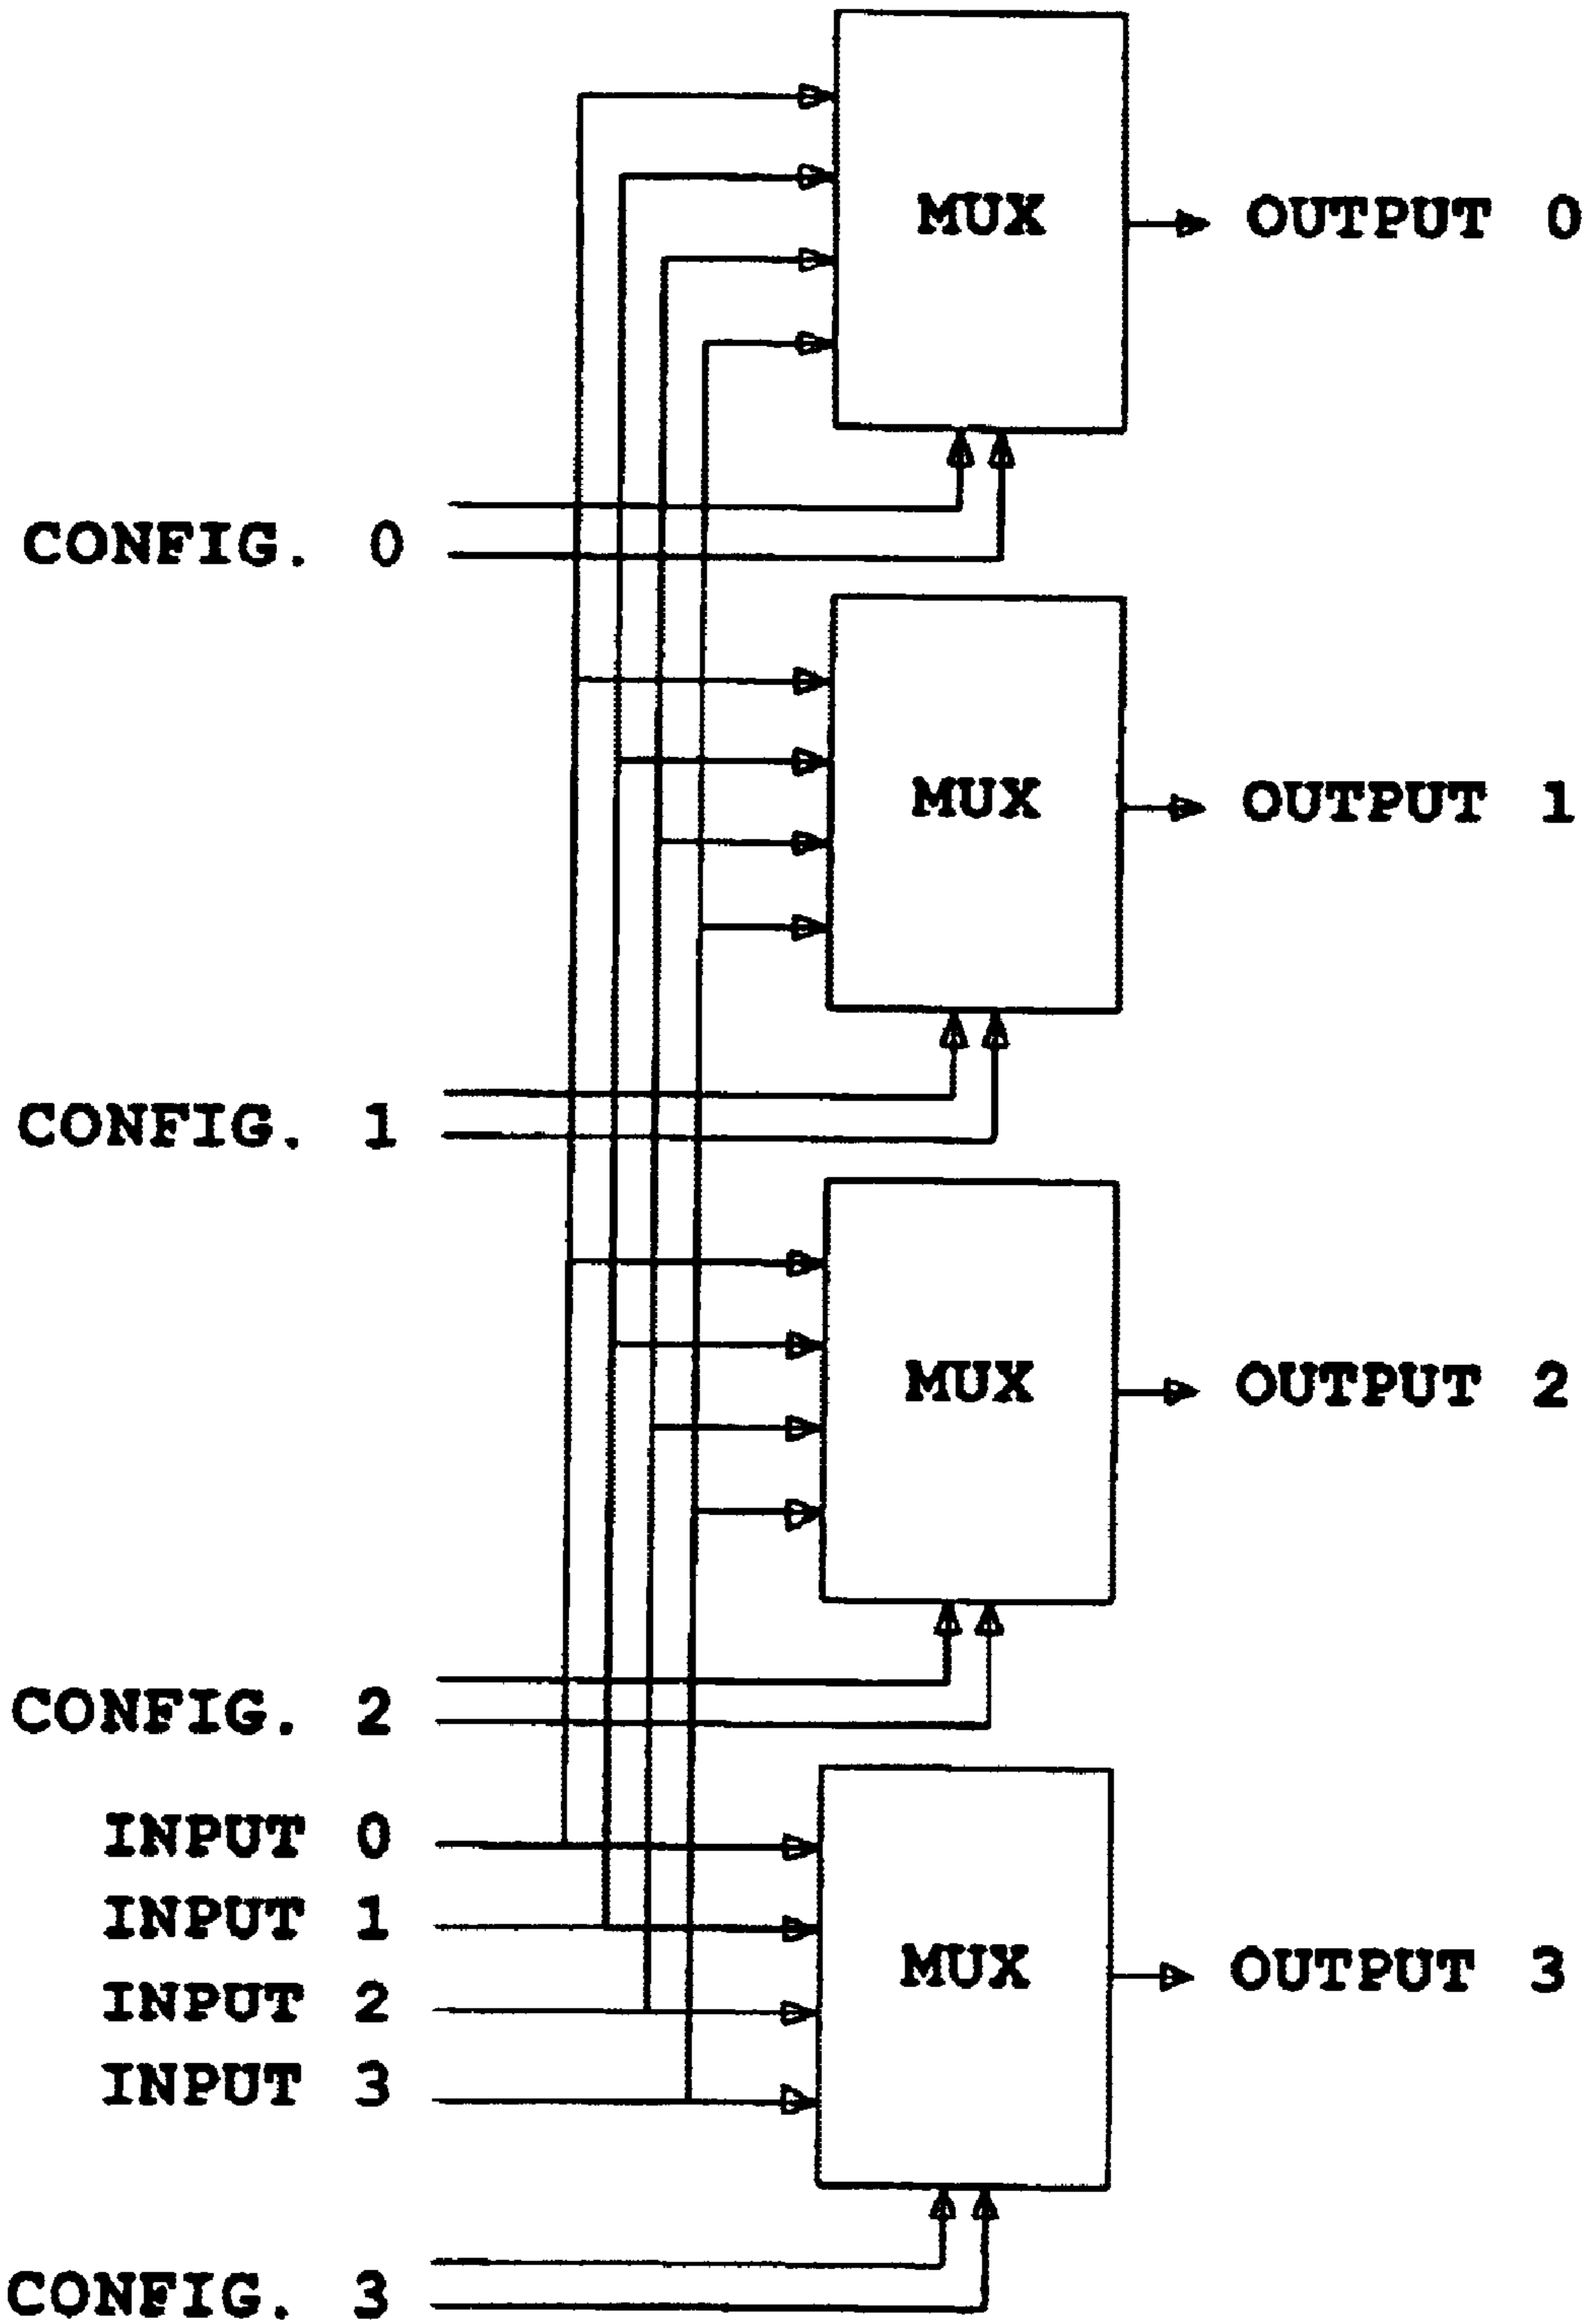 MUX
OUTPUT 0
CONFIG. 0
MUX
OUTPUT 1
CONFIG. 1
MUX
OUTPUT 2
CONFIG. 2
INPUT 0
INPUT 1
MUX
OUTPUT 3
INPUT 2
INPUT 3
CONFIG. 3